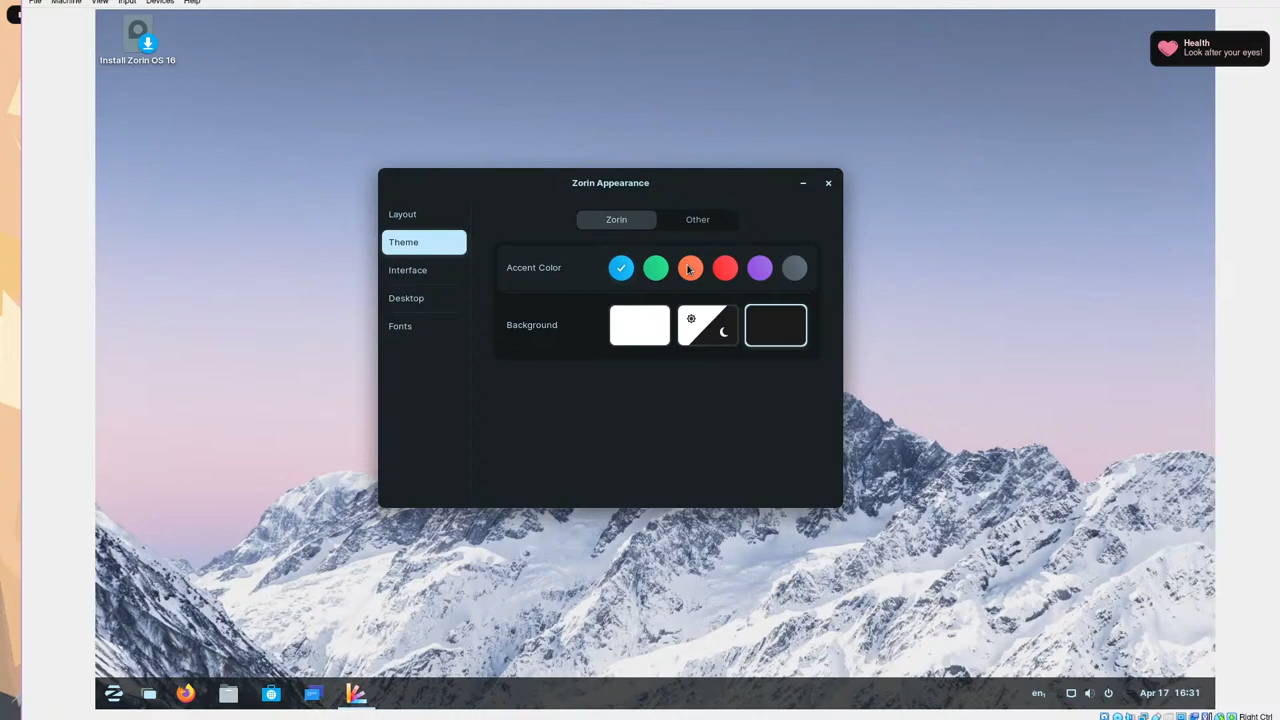 File Machine View Input Devices Help
Install Zorin OS 16
Health
Look after your eyes!
Zorin Appearance
Layout
Theme
Interface
Desktop
Fonts
Zorin Other
Accent Color
Background
en₁
Apr 17 16:31
Right Ctrl